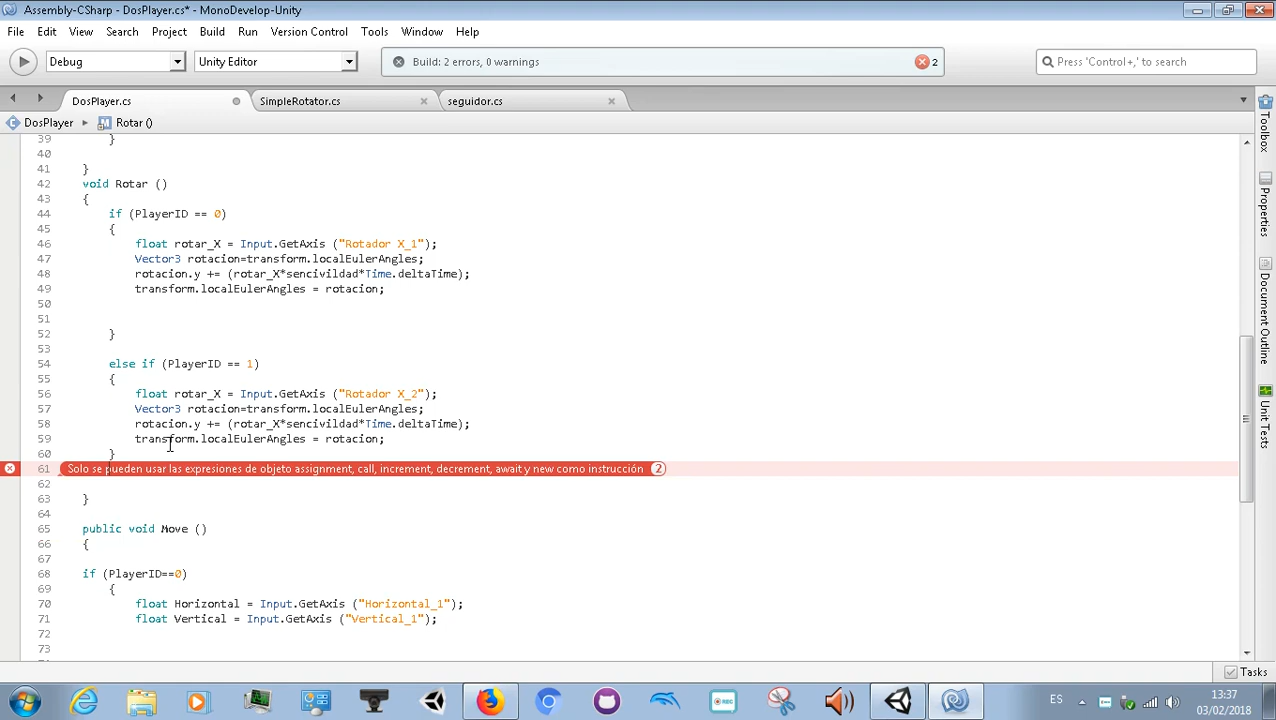 Assembly-CSharp - DosPlayer.cs* - MonoDevelop-Unity
File Edit View Search Project Build Run Version Control Tools Window Help
Debug Unity Editor Build: 2 errors, 0 warnings 2 Press 'Control+,' to search
DosPlayer.cs SimpleRotator.cs seguidor.cs
DosPlayer Rotar ()
39 }
40
41 }
42 void Rotar ()
43 {
44 if (PlayerID == 0)
45 {
46 float rotar_X = Input.GetAxis ("Rotador X_1");
47 Vector3 rotacion=transform.localEulerAngles;
48 rotacion.y += (rotar_X*sencivildad*Time.deltaTime);
49 transform.localEulerAngles = rotacion;
50
51
52 }
53
54 else if (PlayerID == 1)
55 {
56 float rotar_X = Input.GetAxis ("Rotador X_2");
57 Vector3 rotacion=transform.localEulerAngles;
58 rotacion.y += (rotar_X*sencivildad*Time.deltaTime);
59 transform.localEulerAngles = rotacion;
60 }
61 Solo se pueden usar las expresiones de objeto assignment, call, increment, decrement, await y new como instrucción 2
62
63 }
64
65 public void Move ()
66 {
67
68 if (PlayerID==0)
69 {
70 float Horizontal = Input.GetAxis ("Horizontal_1");
71 float Vertical = Input.GetAxis ("Vertical_1");
72
73
Toolbox
Properties
Document Outline
Unit Tests
Tasks
REC
ES
13:37
03/02/2018